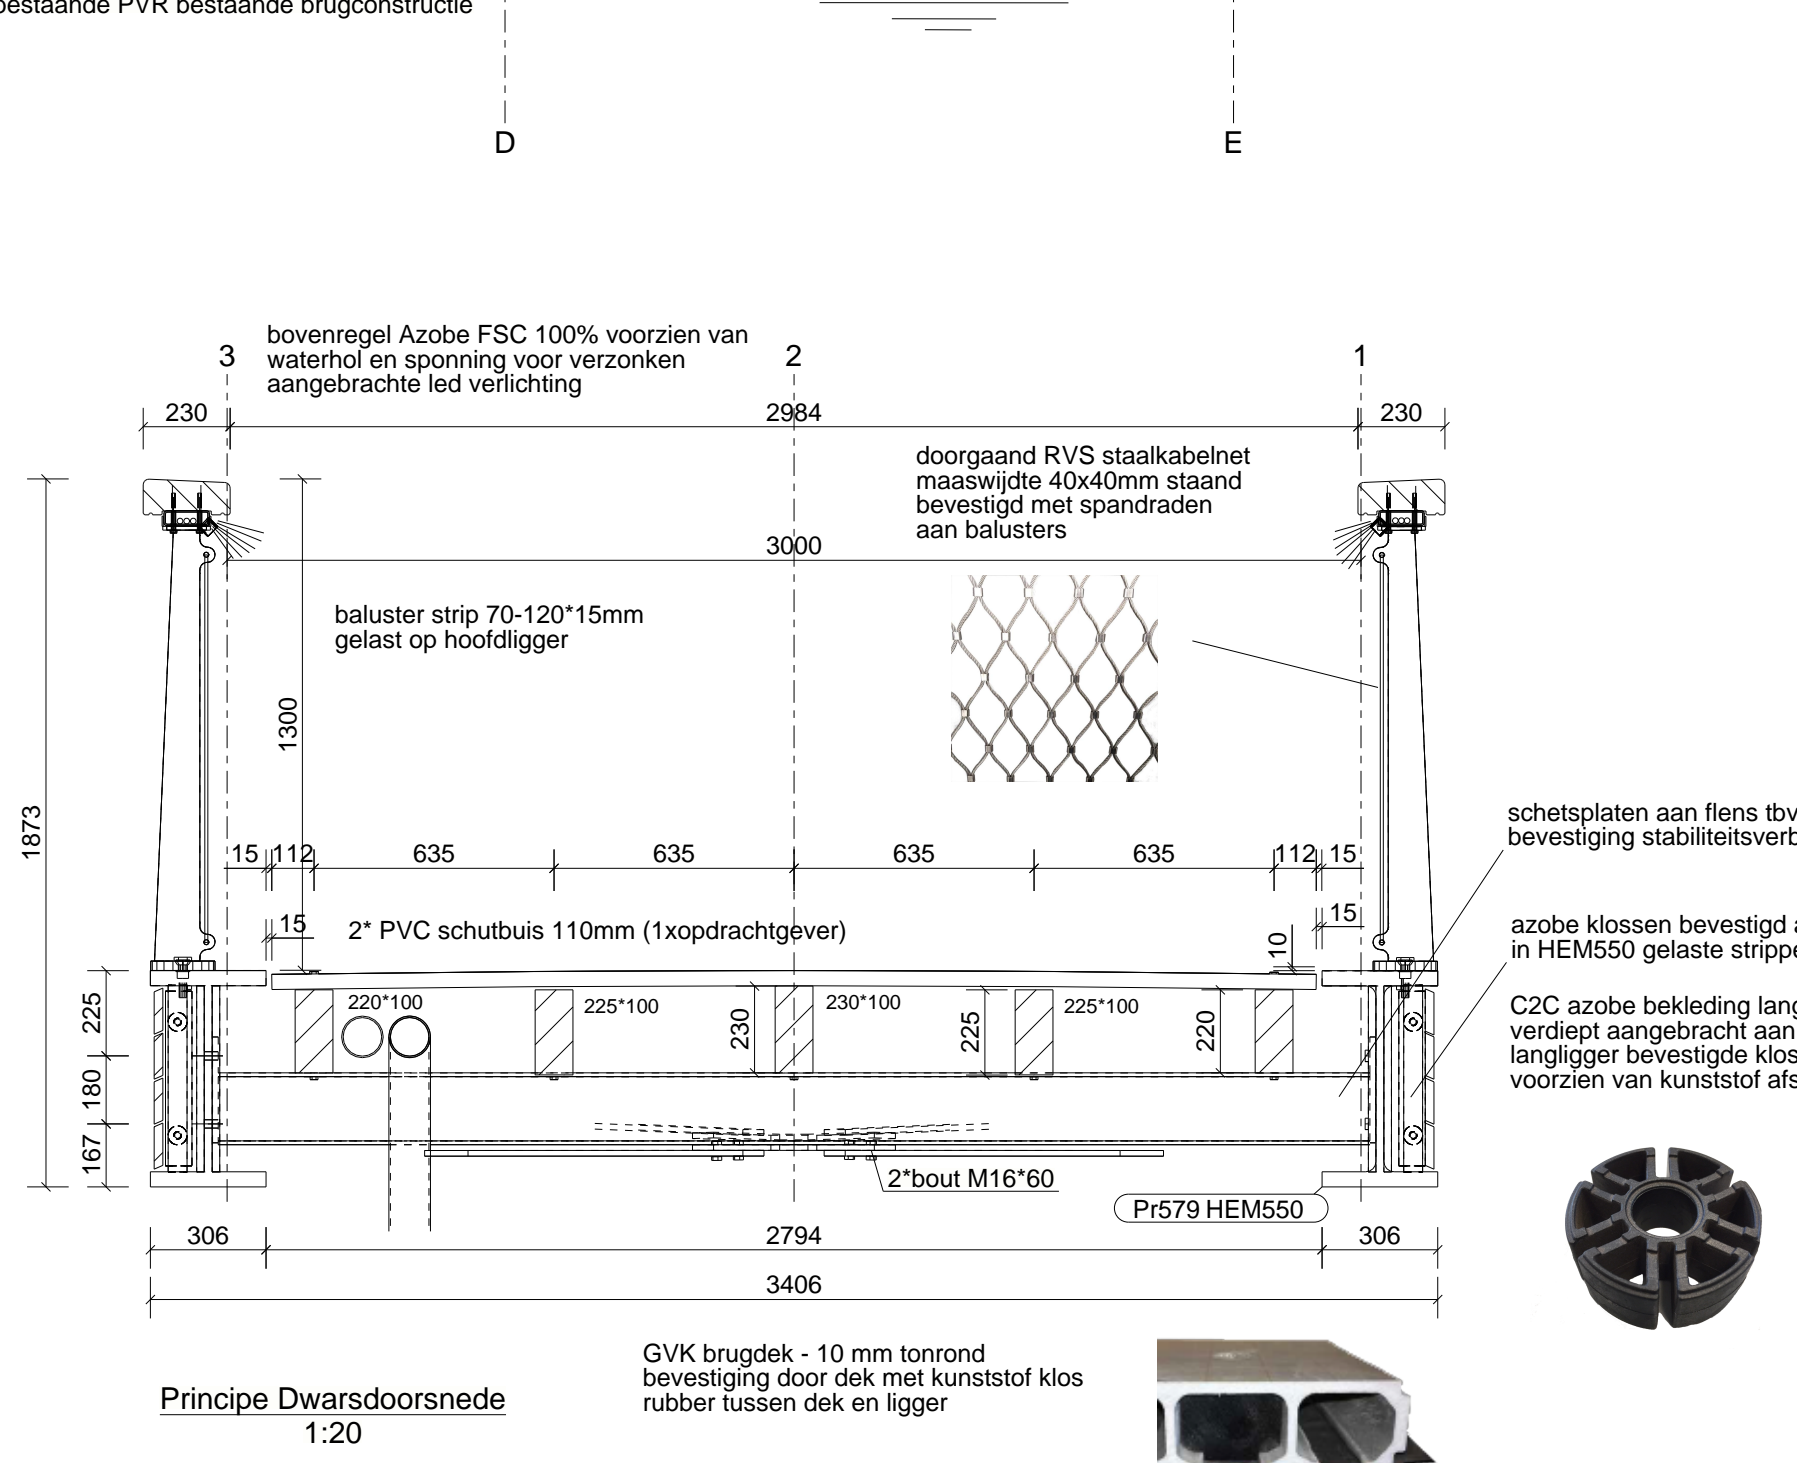 bestaande PVR bestaande brugconstructie
D
E
bovenregel Azobe FSC 100% voorzien van
waterhol en sponning voor verzonken
aangebrachte led verlichting
3
2
1
230
2984
230
doorgaand RVS staalkabelnet
maaswijdte 40x40mm staand
bevestigd met spandraden
aan balusters
3000
baluster strip 70-120*15mm
gelast op hoofdligger
1300
1873
schetsplaten aan flens tbv
bevestiging stabiliteitsverb
15
112
635
635
635
635
112
15
15
2* PVC schutbuis 110mm (1xopdrachtgever)
10
15
azobe klossen bevestigd a
in HEM550 gelaste strippe
225
180
167
220*100
225*100
230
230*100
225
225*100
220
C2C azobe bekleding lang
verdiept aangebracht aan
langligger bevestigde klos
voorzien van kunststof afs
2*bout M16*60
Pr579 HEM550
306
2794
306
3406
GVK brugdek - 10 mm tonrond
bevestiging door dek met kunststof klos
rubber tussen dek en ligger
Principe Dwarsdoorsnede
1:20